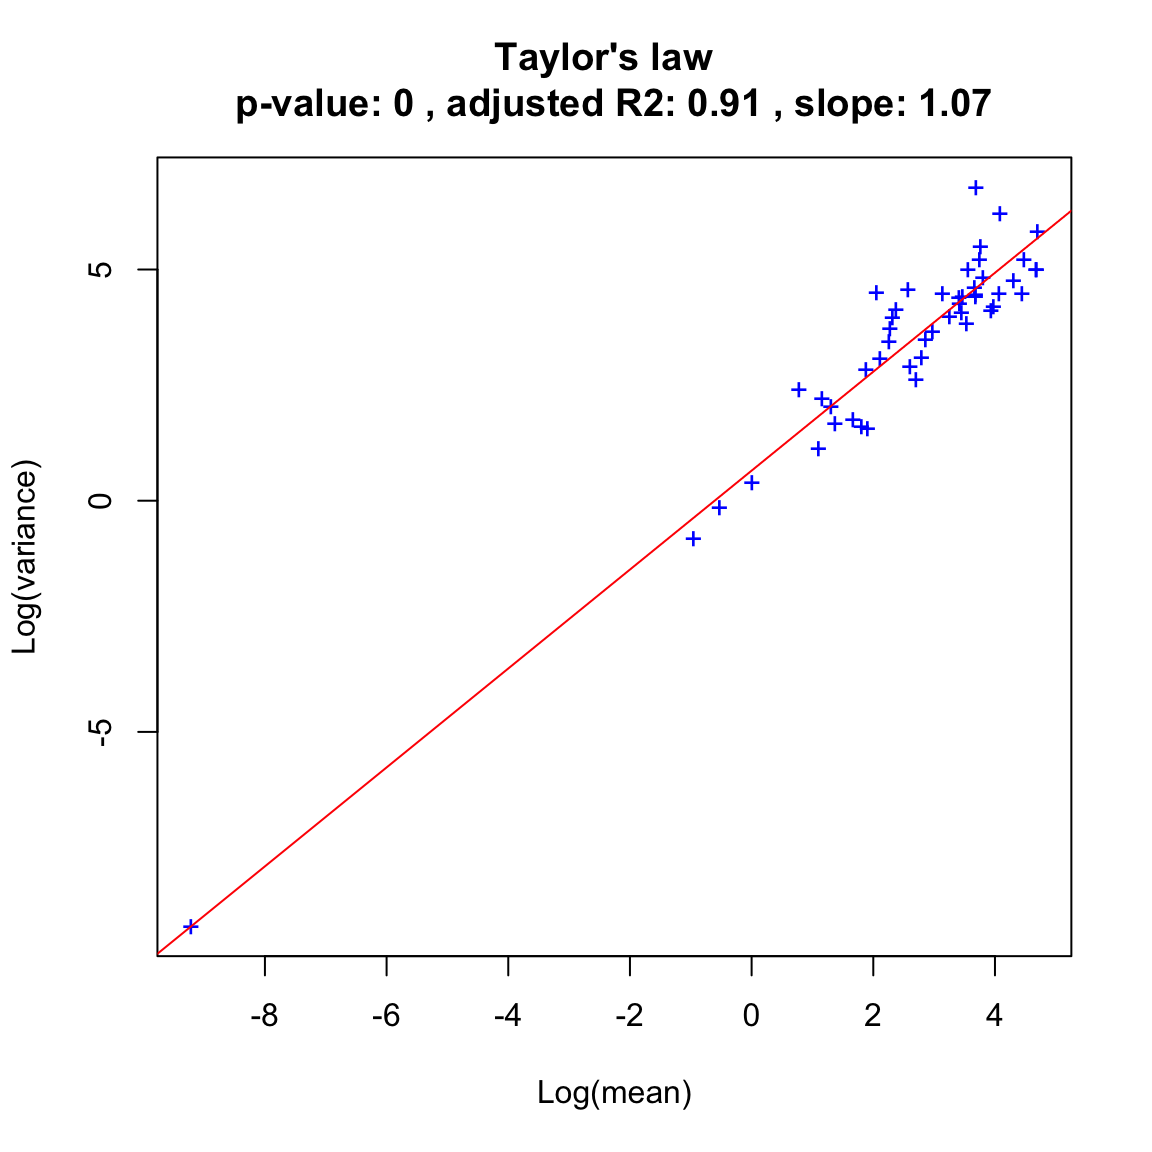 Taylor's law
p-value: 0 , adjusted R2: 0.91 , slope: 1.07
5
0
-5
Log(variance)
-8 -6 -4 -2 0 2 4
Log(mean)